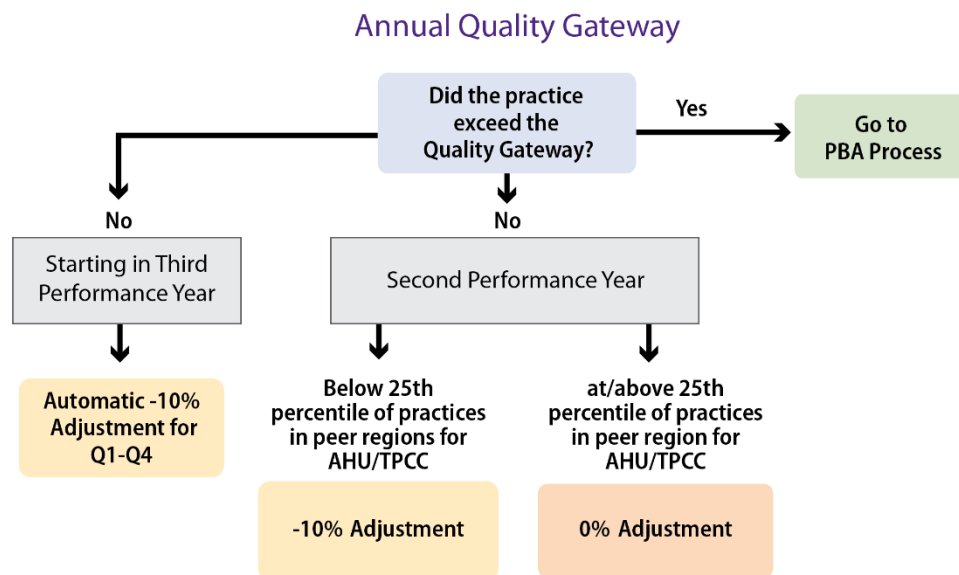 Annual Quality Gateway
Did the practice
exceed the
Quality Gateway?
Yes
Go to
PBA Process
No
No
Starting in Third
Performance Year
Second Performance Year
Automatic -10%
Adjustment for
Q1-Q4
Below 25th
percentile of practices
in peer regions for
AHU/TPCC
at/above 25th
percentile of practices
in peer region for
AHU/TPCC
-10% Adjustment
0% Adjustment